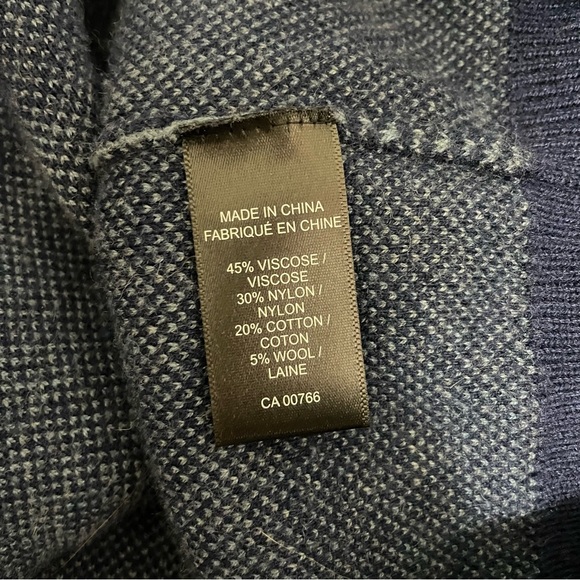 MADE IN CHINA
FABRIQUÉ EN CHINE
45% VISCOSE /
VISCOSE
30% NYLON /
NYLON
20% COTTON /
COTON
5% WOOL /
LAINE
CA 00766